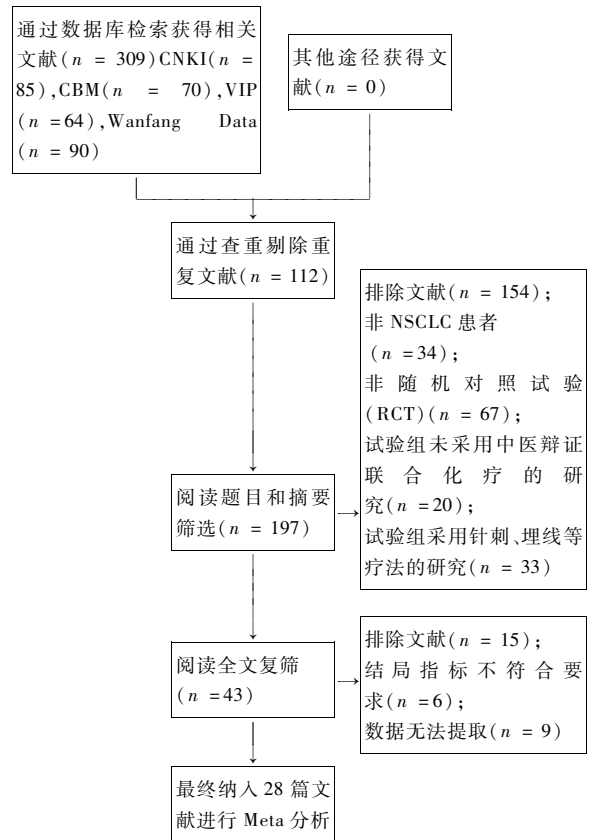 通过数据库检索获得相关
文献(n = 309)CNKI(n =
85),CBM(n = 70),VIP
(n =64),Wanfang Data
(n = 90)
其他途径获得文
献(n = 0)
通过查重剔除重
复文献(n = 112)
排除文献(n = 154);
非 NSCLC 患者
(n =34);
非随机对照试验
(RCT)(n = 67);
试验组未采用中医辩证
联合化疗的研
究(n =20);
试验组采用针刺、埋线等
疗法的研究(n = 33)
阅读题目和摘要
筛选(n = 197)
阅读全文复筛
(n =43)
排除文献(n = 15);
结局指标不符合要
求(n =6);
数据无法提取(n = 9)
最终纳入 28 篇文
献进行 Meta 分析